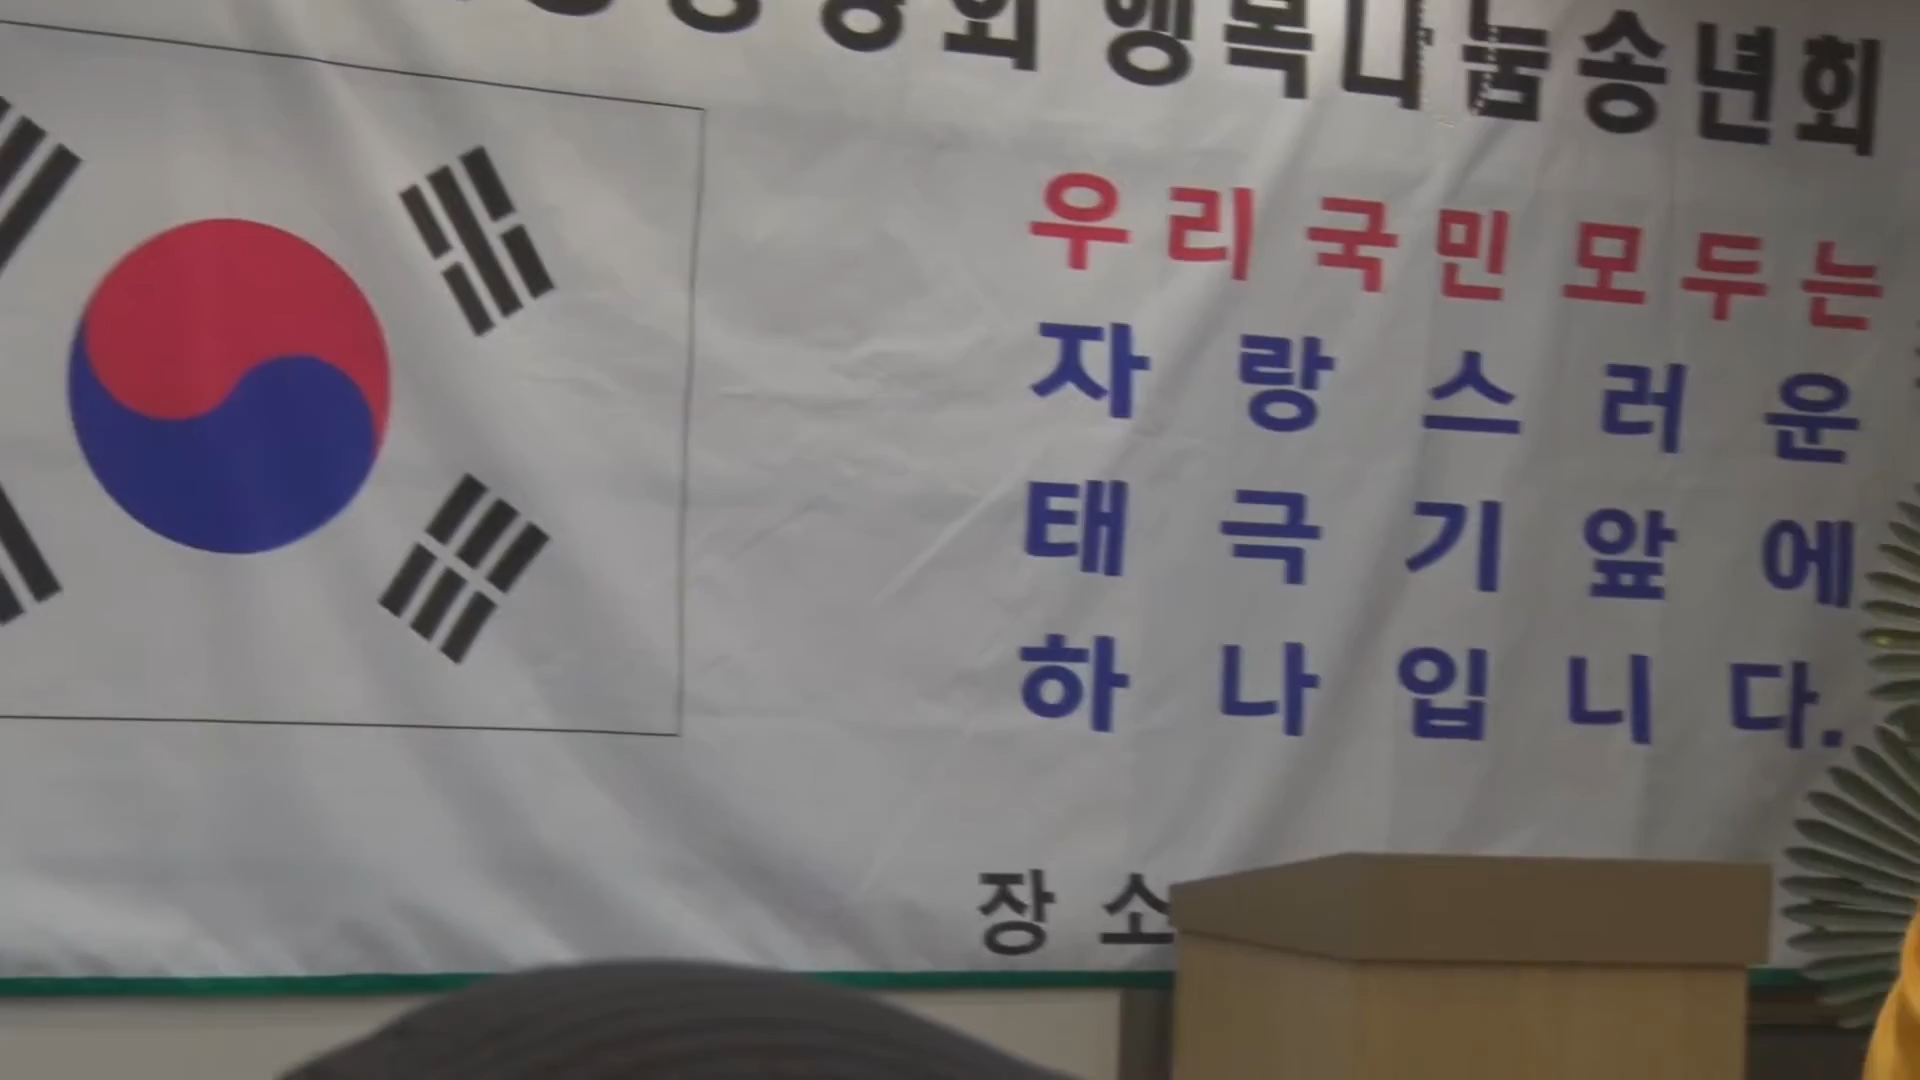 행복나눔송년회
우리국민모두는
자랑스러운
태극기앞에
하나입니다.
장소